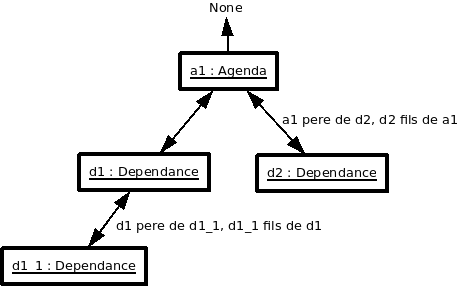 None
a1 : Agenda
a1 pere de d2, d2 fils de a1
d1 : Dependance
d2 : Dependance
d1 pere de d1_1, d1_1 fils de d1
d1_1 : Dependance